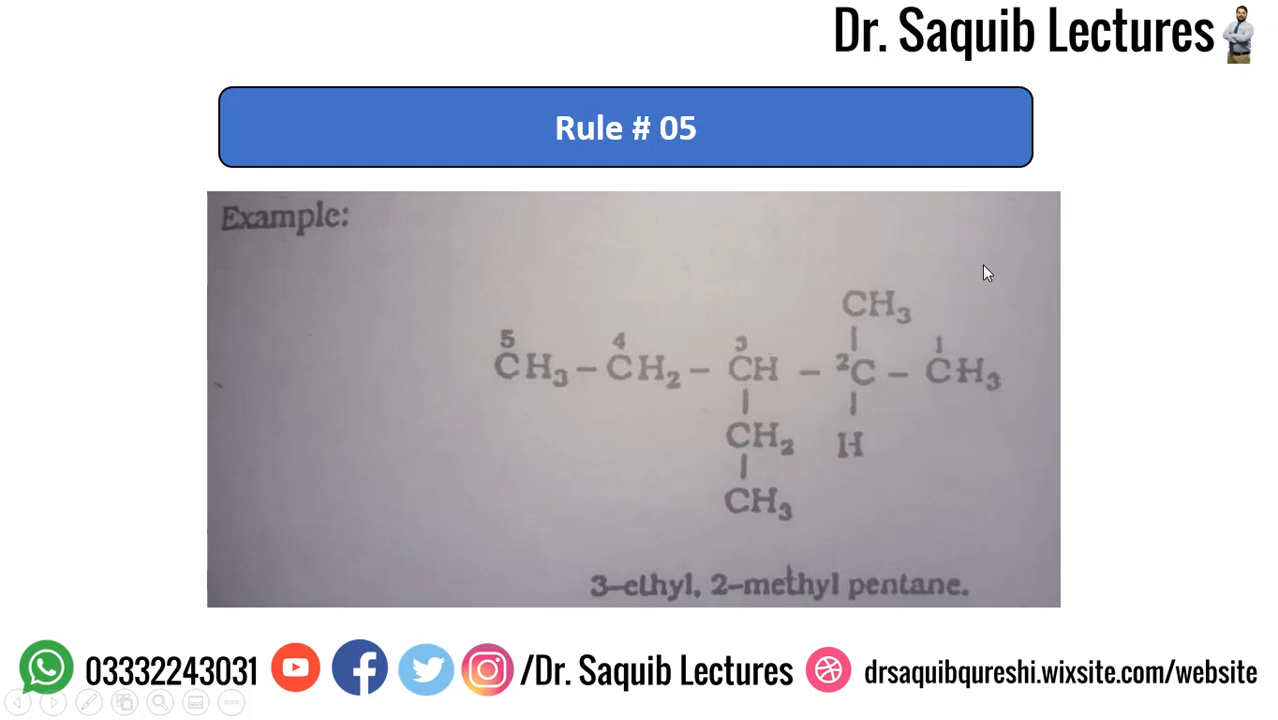 Dr. Saquib Lectures
Rule # 05
Example:
CH3
5 4 3 2 1
CH3 – CH2 – CH – C – CH3
CH2 H
CH3
3–ethyl, 2–methyl pentane.
03332243031 /Dr. Saquib Lectures drsaquibqureshi.wixsite.com/website